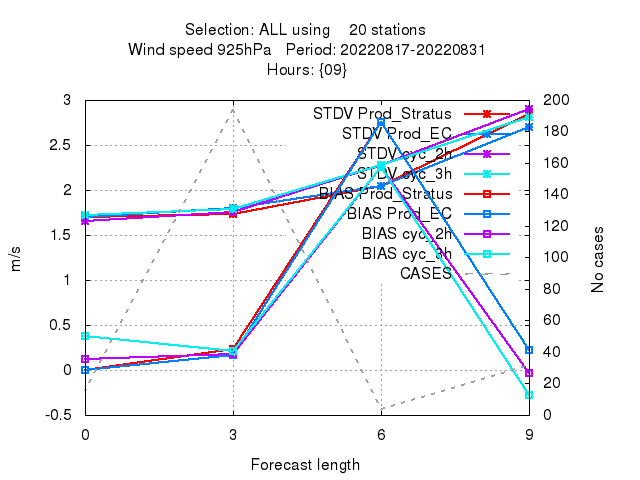 Selection: ALL using 20 stations
Wind speed 925hPa Period: 20220817-20220831
Hours: {09}
3
2.5
2
1.5
1
0.5
0
-0.5
200
180
160
140
120
100
80
60
40
20
0
STDV Prod_Stratus
STDV Prod_EC
STDV cyc_2h
STDV cyc_3h
BIAS Prod_Stratus
BIAS Prod_EC
BIAS cyc_2h
BIAS cyc_3h
CASES
m/s
No cases
0 3 6 9
Forecast length